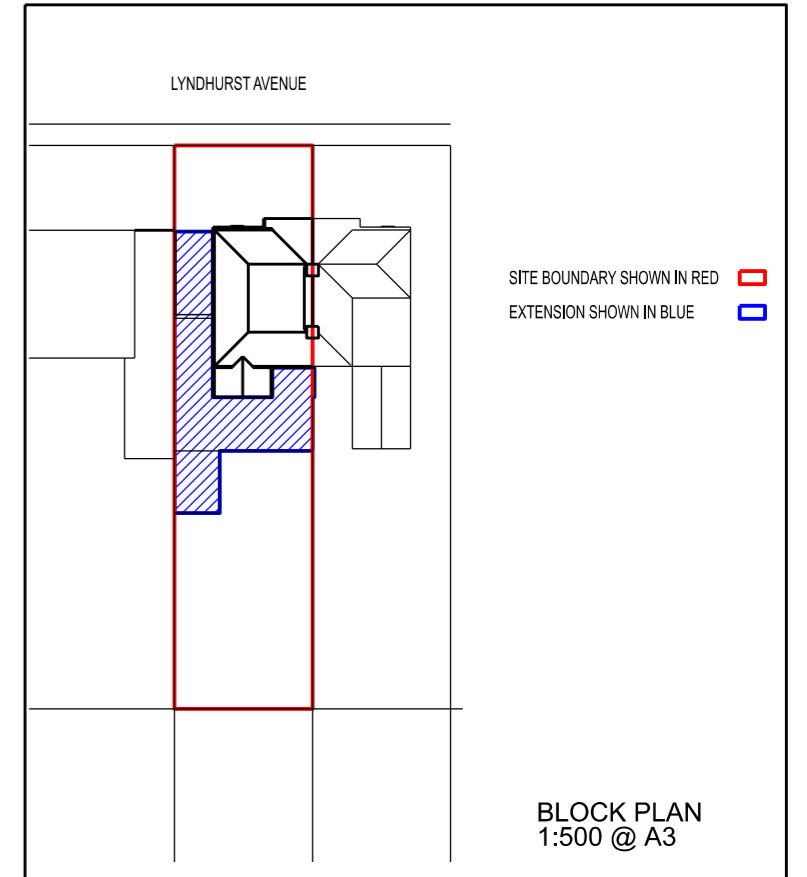 LYNDHURST AVENUE
SITE BOUNDARY SHOWN IN RED
EXTENSION SHOWN IN BLUE
BLOCK PLAN
1:500 @ A3